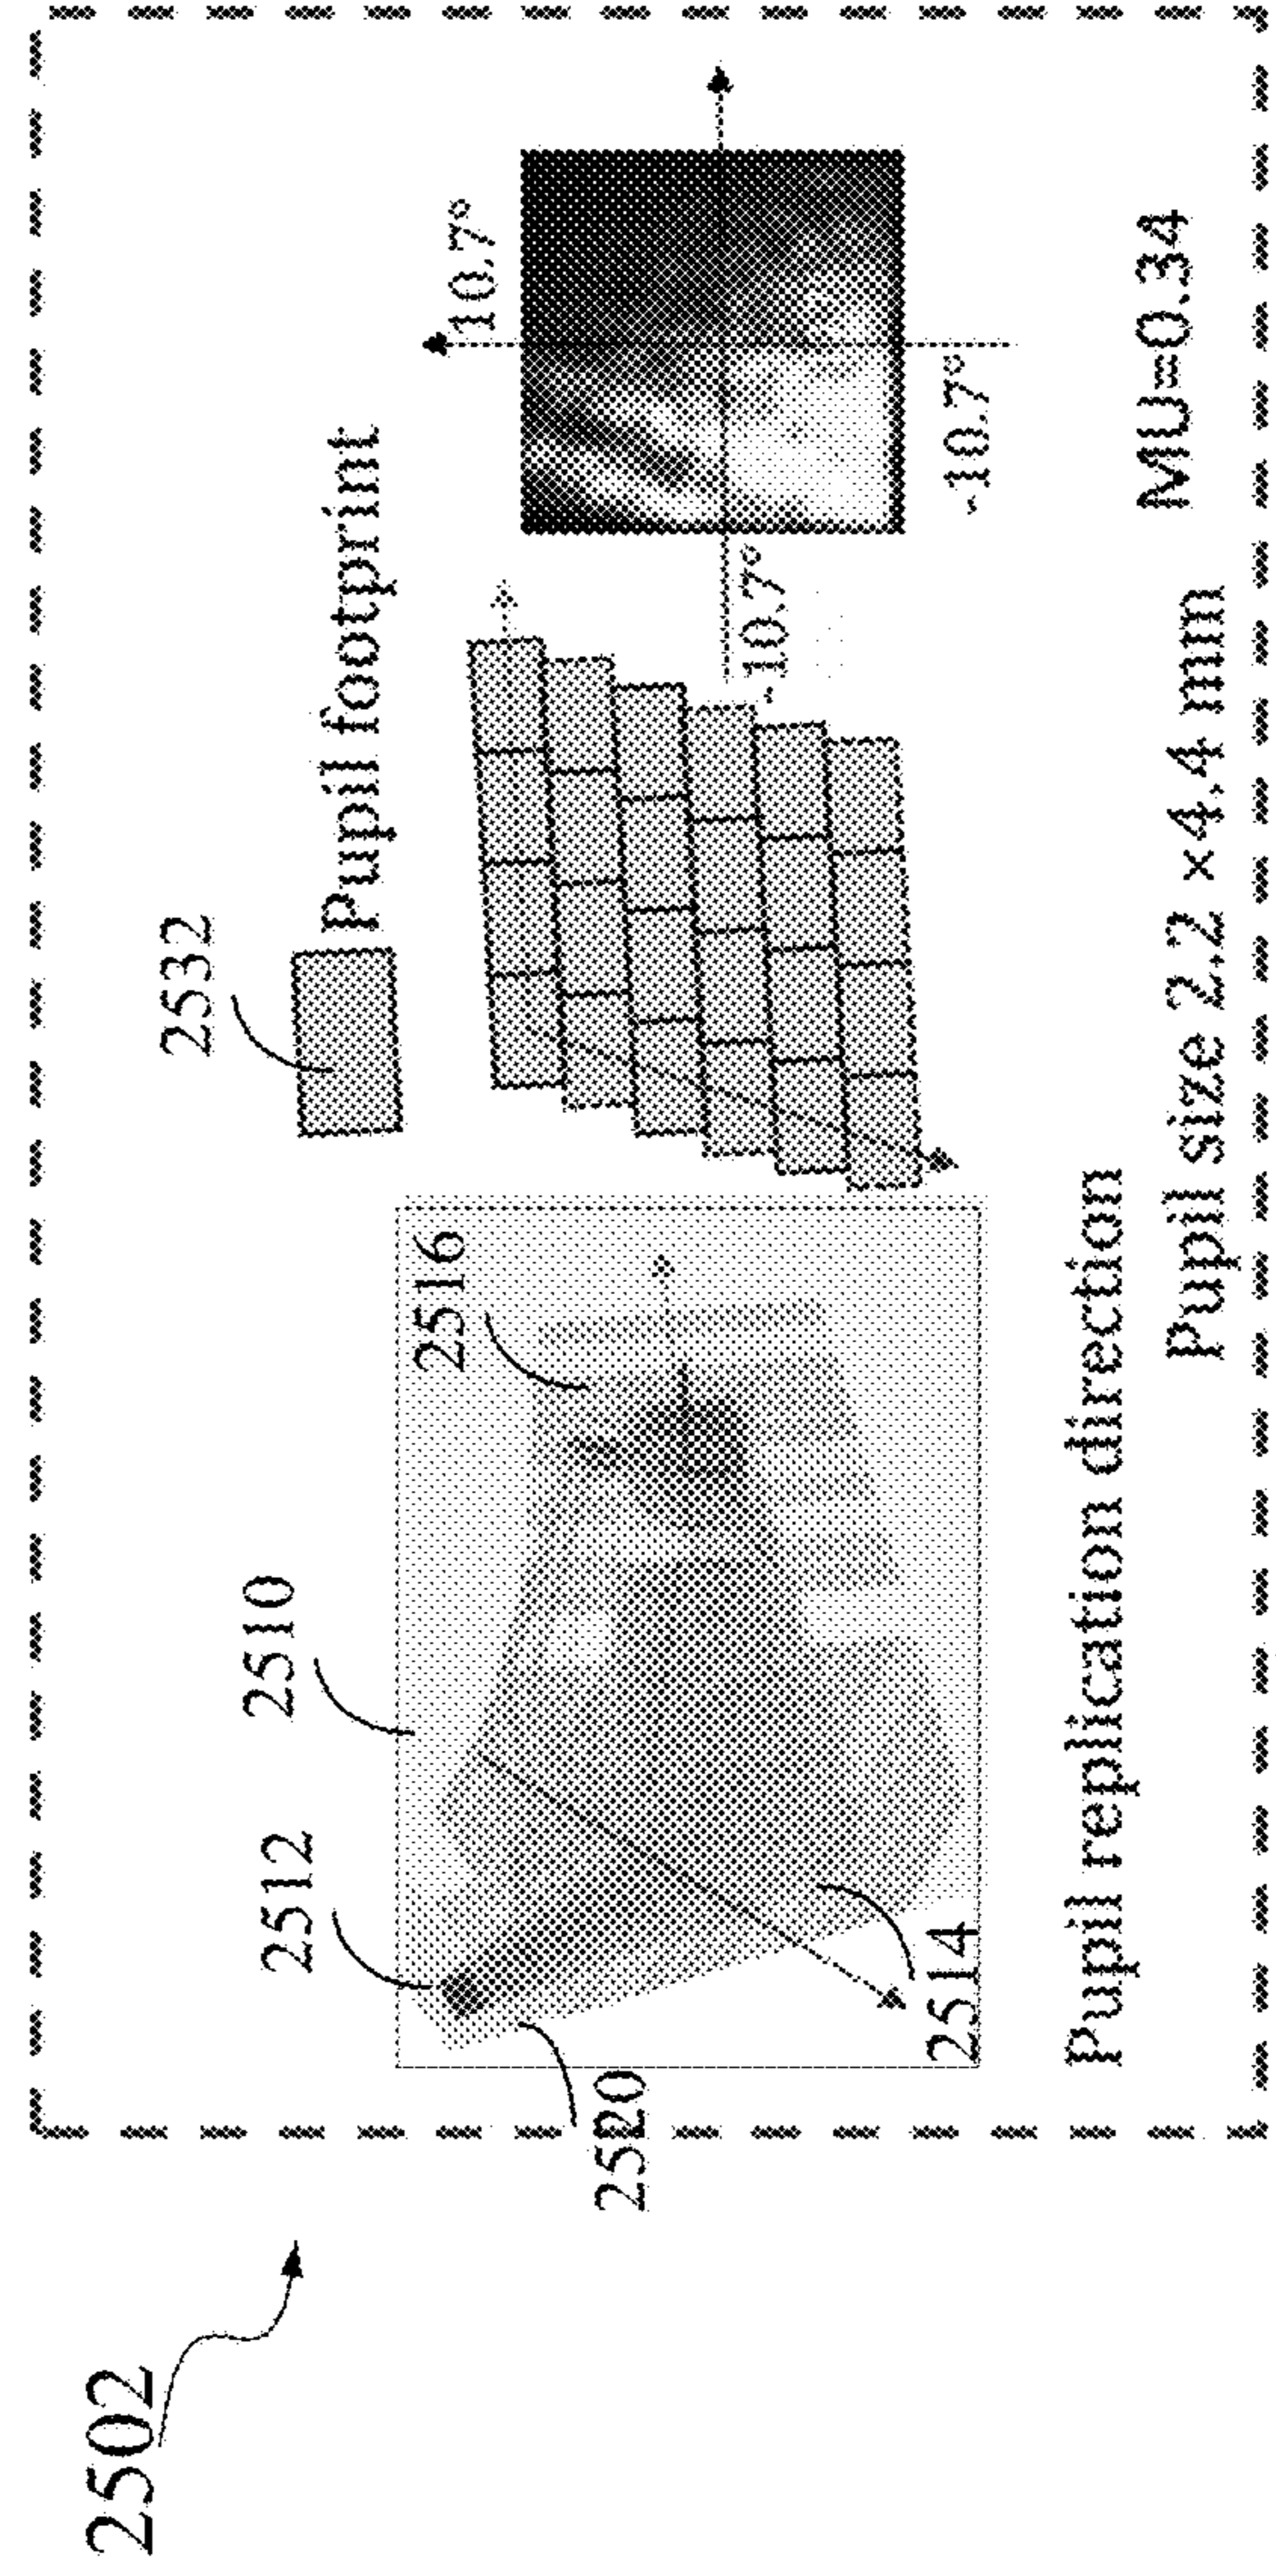 2502
2532
Pupil footprint
2510
2512
2516
2520
2514
10.7°
-10.7°
-10.7°
MU=0.34
Pupil replication direction
Pupil size 2.2 ×4.4 mm